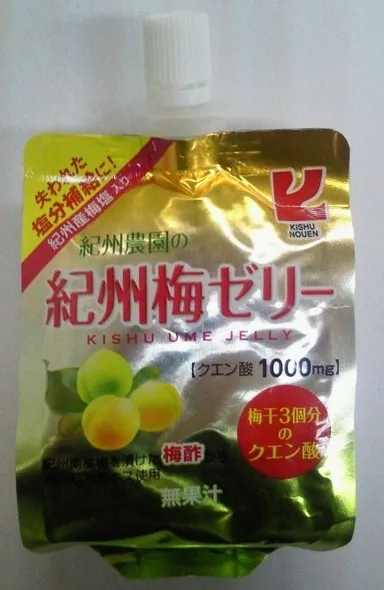 失われた
塩分補給に!
紀州産梅塩入り
KISHU
NOUEN
紀州農園の
紀州梅ゼリー
KISHU UME JELLY
【クエン酸 1000mg】
梅干3個分
の
クエン酸
梅酢
使用
無果汁